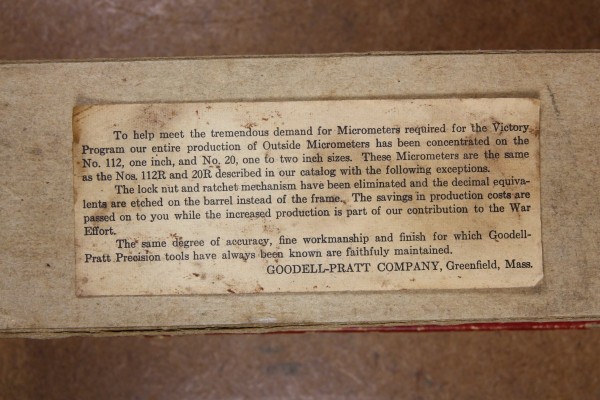 To help meet the tremendous demand for Micrometers required for the Victory
Program our entire production of Outside Micrometers has been concentrated on the
No. 112, one inch, and No. 20, one to two inch sizes. These Micrometers are the same
as the Nos. 112R and 20R described in our catalog with the following exceptions.
The lock nut and ratchet mechanism have been eliminated and the decimal equiva-
lents are etched on the barrel instead of the frame. The savings in production costs are
passed on to you while the increased production is part of our contribution to the War
Effort.
The same degree of accuracy, fine workmanship and finish for which Goodell-
Pratt Precision tools have always been known are faithfully maintained.
GOODELL-PRATT COMPANY, Greenfield, Mass.